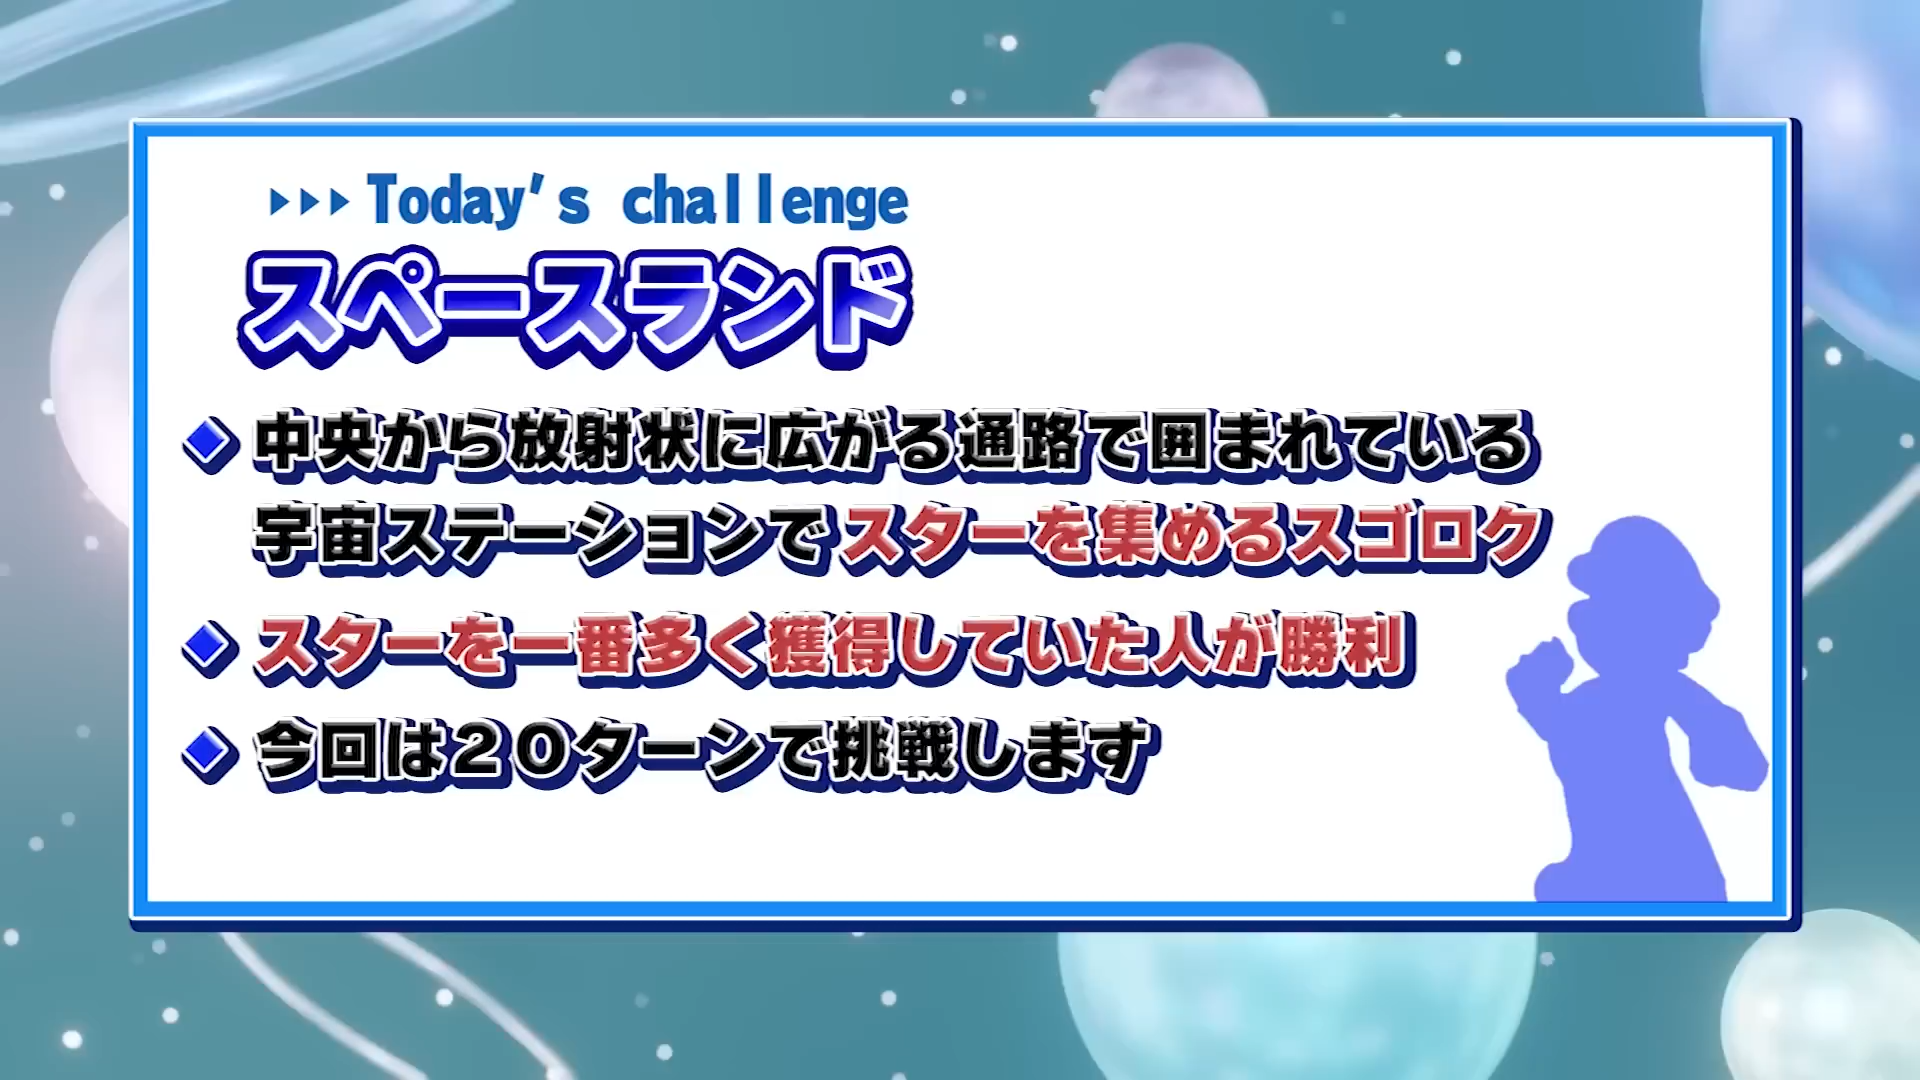 Today's challenge
スペースランド
中央から放射状に広がる通路で囲まれている
宇宙ステーションでスターを集めるスゴロク
スターを一番多く獲得していた人が勝利
今回は２０ターンで挑戦します